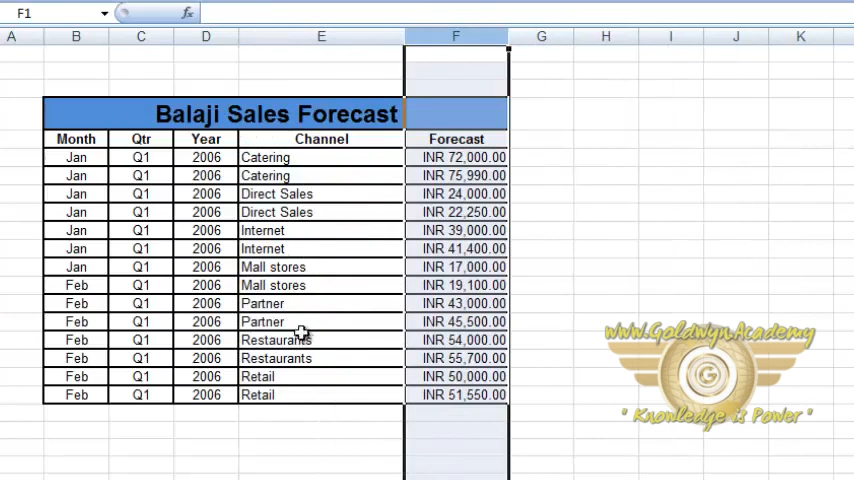 F1 fx
A B C D E F G H I J K
Balaji Sales Forecast
Month Qtr Year Channel Forecast
Jan Q1 2006 Catering INR 72,000.00
Jan Q1 2006 Catering INR 75,990.00
Jan Q1 2006 Direct Sales INR 24,000.00
Jan Q1 2006 Direct Sales INR 22,250.00
Jan Q1 2006 Internet INR 39,000.00
Jan Q1 2006 Internet INR 41,400.00
Jan Q1 2006 Mall stores INR 17,000.00
Feb Q1 2006 Mall stores INR 19,100.00
Feb Q1 2006 Partner INR 43,000.00
Feb Q1 2006 Partner INR 45,500.00
Feb Q1 2006 Restaurants INR 54,000.00
Feb Q1 2006 Restaurants INR 55,700.00
Feb Q1 2006 Retail INR 50,000.00
Feb Q1 2006 Retail INR 51,550.00
www.GoldwynAcademy
G
" Knowledge is Power "